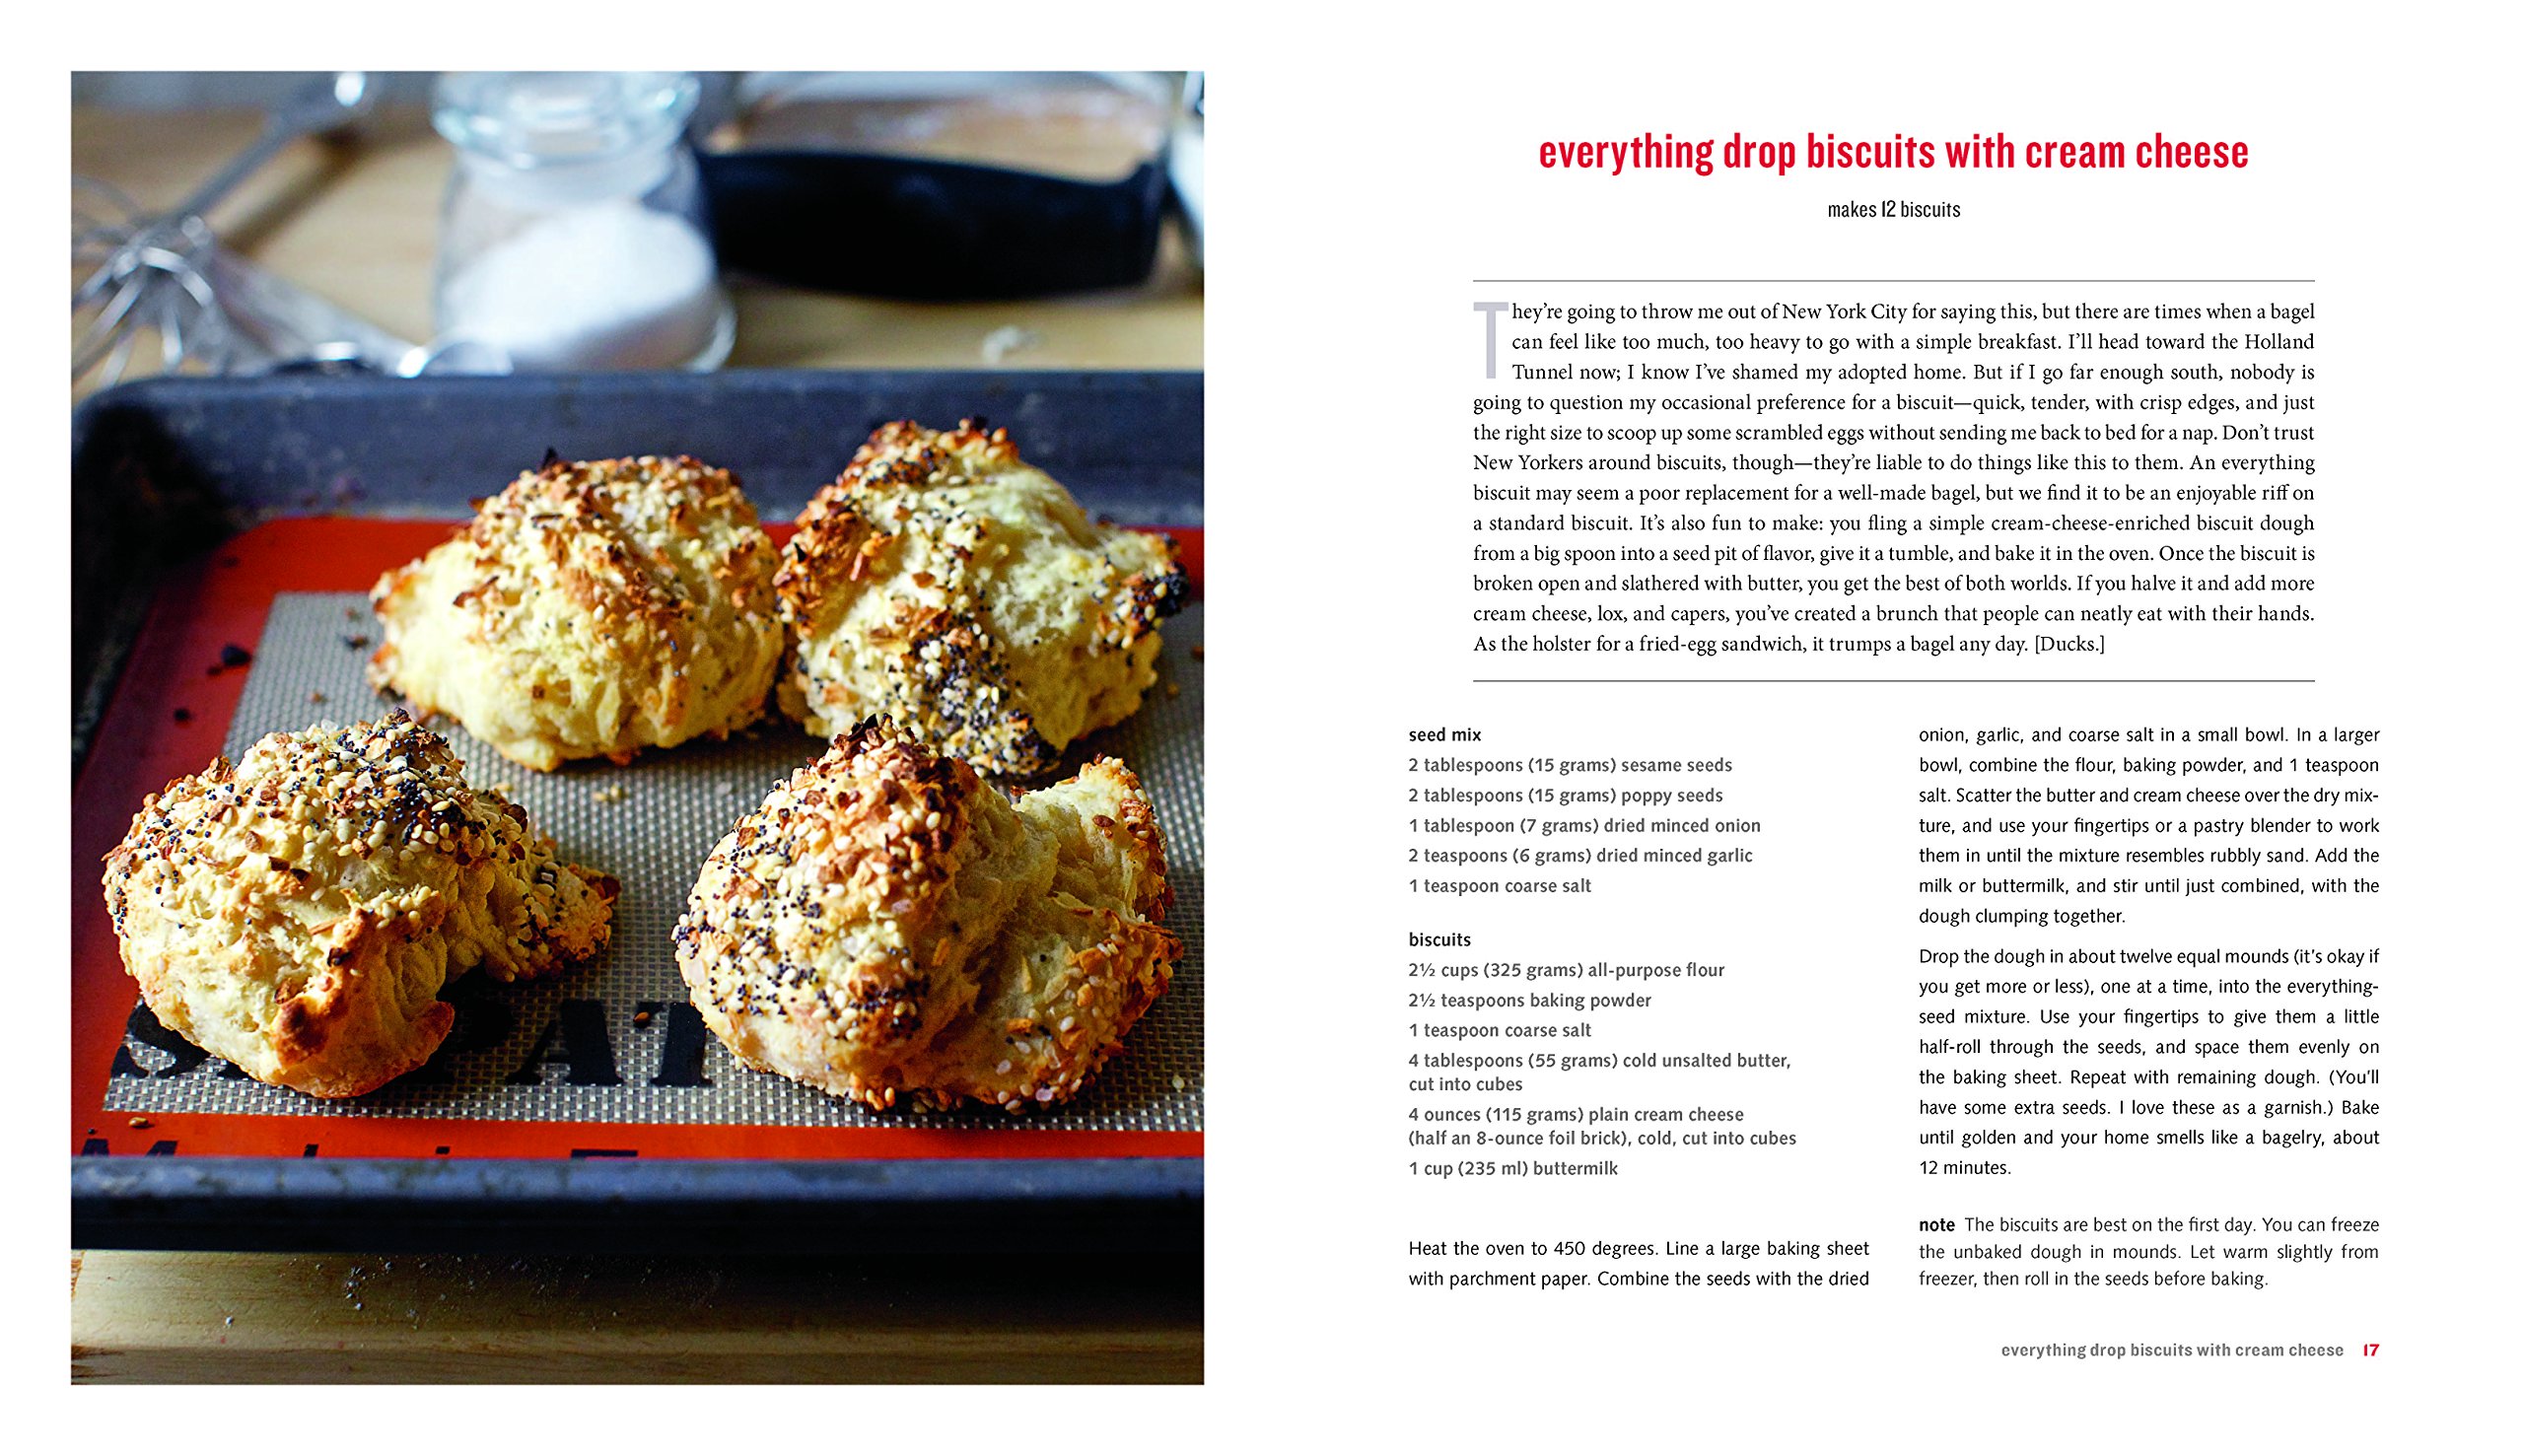 everything drop biscuits with cream cheese
makes 12 biscuits
They’re going to throw me out of New York City for saying this, but there are times when a bagel
can feel like too much, too heavy to go with a simple breakfast. I’ll head toward the Holland
Tunnel now; I know I’ve shamed my adopted home. But if I go far enough south, nobody is
going to question my occasional preference for a biscuit—quick, tender, with crisp edges, and just
the right size to scoop up some scrambled eggs without sending me back to bed for a nap. Don’t trust
New Yorkers around biscuits, though—they’re liable to do things like this to them. An everything
biscuit may seem a poor replacement for a well-made bagel, but we find it to be an enjoyable riff on
a standard biscuit. It’s also fun to make: you fling a simple cream-cheese-enriched biscuit dough
from a big spoon into a seed pit of flavor, give it a tumble, and bake it in the oven. Once the biscuit is
broken open and slathered with butter, you get the best of both worlds. If you halve it and add more
cream cheese, lox, and capers, you’ve created a brunch that people can neatly eat with their hands.
As the holster for a fried-egg sandwich, it trumps a bagel any day. [Ducks.]
seed mix
2 tablespoons (15 grams) sesame seeds
2 tablespoons (15 grams) poppy seeds
1 tablespoon (7 grams) dried minced onion
2 teaspoons (6 grams) dried minced garlic
1 teaspoon coarse salt
biscuits
2½ cups (325 grams) all-purpose flour
2½ teaspoons baking powder
1 teaspoon coarse salt
4 tablespoons (55 grams) cold unsalted butter,
cut into cubes
4 ounces (115 grams) plain cream cheese
(half an 8-ounce foil brick), cold, cut into cubes
1 cup (235 ml) buttermilk
Heat the oven to 450 degrees. Line a large baking sheet
with parchment paper. Combine the seeds with the dried
onion, garlic, and coarse salt in a small bowl. In a larger
bowl, combine the flour, baking powder, and 1 teaspoon
salt. Scatter the butter and cream cheese over the dry mix-
ture, and use your fingertips or a pastry blender to work
them in until the mixture resembles rubbly sand. Add the
milk or buttermilk, and stir until just combined, with the
dough clumping together.
Drop the dough in about twelve equal mounds (it’s okay if
you get more or less), one at a time, into the everything-
seed mixture. Use your fingertips to give them a little
half-roll through the seeds, and space them evenly on
the baking sheet. Repeat with remaining dough. (You’ll
have some extra seeds. I love these as a garnish.) Bake
until golden and your home smells like a bagelry, about
12 minutes.
note The biscuits are best on the first day. You can freeze
the unbaked dough in mounds. Let warm slightly from
freezer, then roll in the seeds before baking.
everything drop biscuits with cream cheese 17